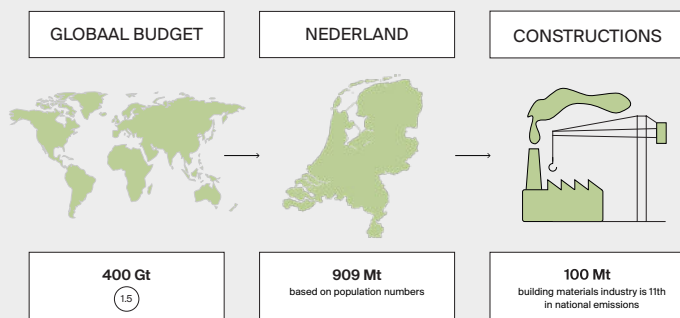 GLOBAAL BUDGET
NEDERLAND
CONSTRUCTIONS
400 Gt
1.5
909 Mt
based on population numbers
100 Mt
building materials industry is 11th
in national emissions